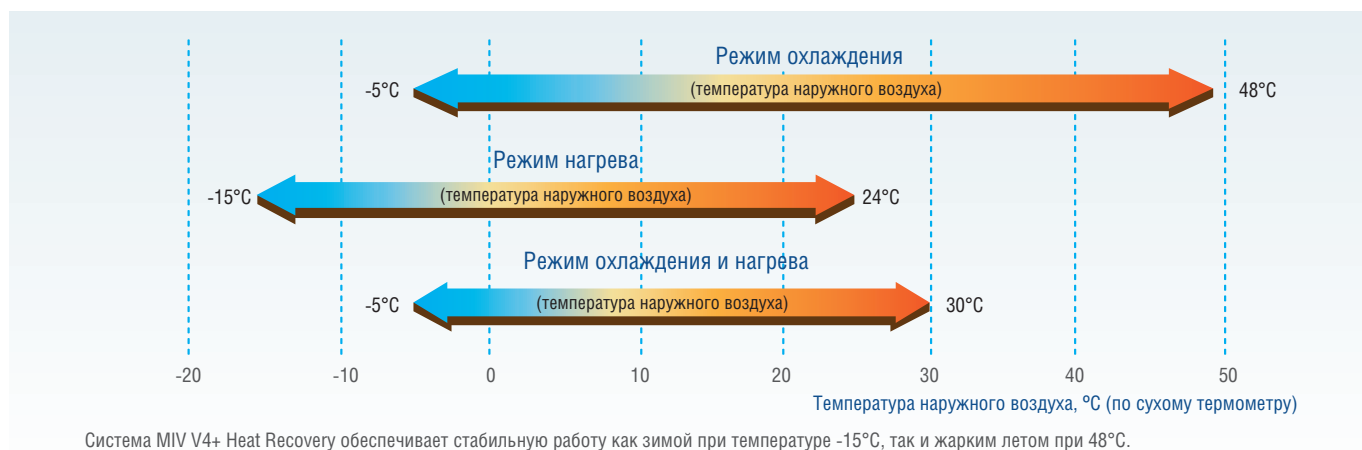 Режим охлаждения
-5°C (температура наружного воздуха) 48°C
Режим нагрева
-15°C (температура наружного воздуха) 24°C
Режим охлаждения и нагрева
-5°C (температура наружного воздуха) 30°C
-20 -10 0 10 20 30 40 50
Температура наружного воздуха, ºC (по сухому термометру)
Система MIV V4+ Heat Recovery обеспечивает стабильную работу как зимой при температуре -15°C, так и жарким летом при 48°C.